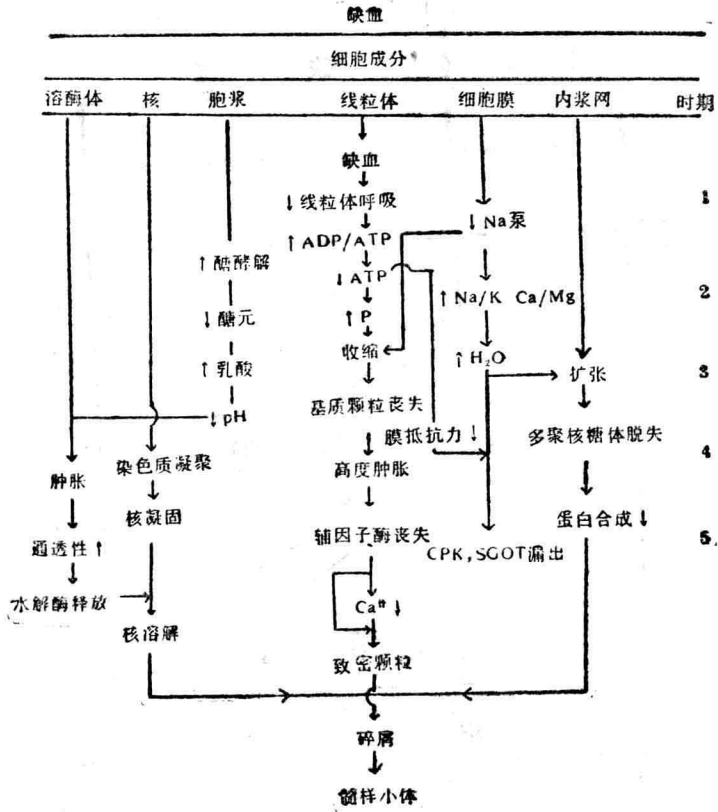 缺血
细胞成分
溶酶体 核 胞浆 线粒体 细胞膜 内浆网 时期
缺血
↓线粒体呼吸 1
↓Na泵
↑ADP/ATP
↑醣酵解
↓ATP
↑Na/K Ca/Mg 2
↓醣元 ↑P
收缩 ↑H₂O
↑乳酸 扩张 3
基质颗粒丧失
↓pH
膜抵抗力↓ 多聚核糖体脱失
染色质凝聚 高度肿胀 4
肿胀
核凝固 蛋白合成↓
辅因子酶丧失 5
通透性↑ CPK,SGOT漏出
水解酶释放 Ca⁺⁺↓
核溶解
致密颗粒
碎屑
髓样小体